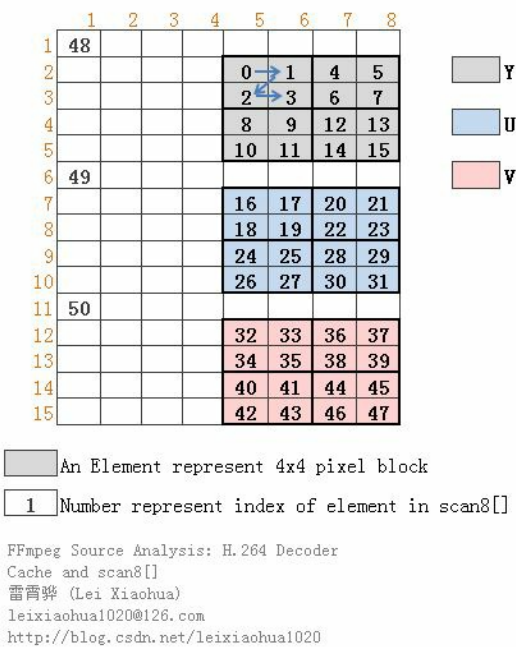 1 2 3 4 5 6 7 8
1 48
2 0 1 4 5
3 2 3 6 7
4 8 9 12 13
5 10 11 14 15
6 49
7 16 17 20 21
8 18 19 22 23
9 24 25 28 29
10 26 27 30 31
11 50
12 32 33 36 37
13 34 35 38 39
14 40 41 44 45
15 42 43 46 47
Y
U
V
An Element represent 4x4 pixel block
1 Number represent index of element in scan8[]
FFmpeg Source Analysis: H.264 Decoder
Cache and scan8[]
雷霄骅 (Lei Xiaohua)
leixiaohua1020@126.com
http://blog.csdn.net/leixiaohua1020